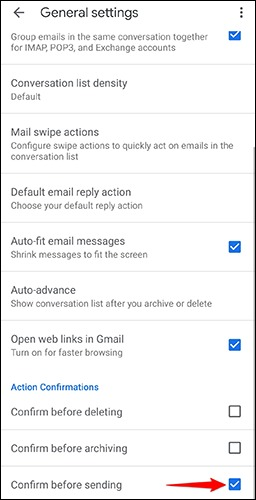 General settings
Group emails in the same conversation together
for IMAP, POP3, and Exchange accounts
Conversation list density
Default
Mail swipe actions
Configure swipe actions to quickly act on emails in the
conversation list
Default email reply action
Choose your default reply action
Auto-fit email messages
Shrink messages to fit the screen
Auto-advance
Show conversation list after you archive or delete
Open web links in Gmail
Turn on for faster browsing
Action Confirmations
Confirm before deleting
Confirm before archiving
Confirm before sending